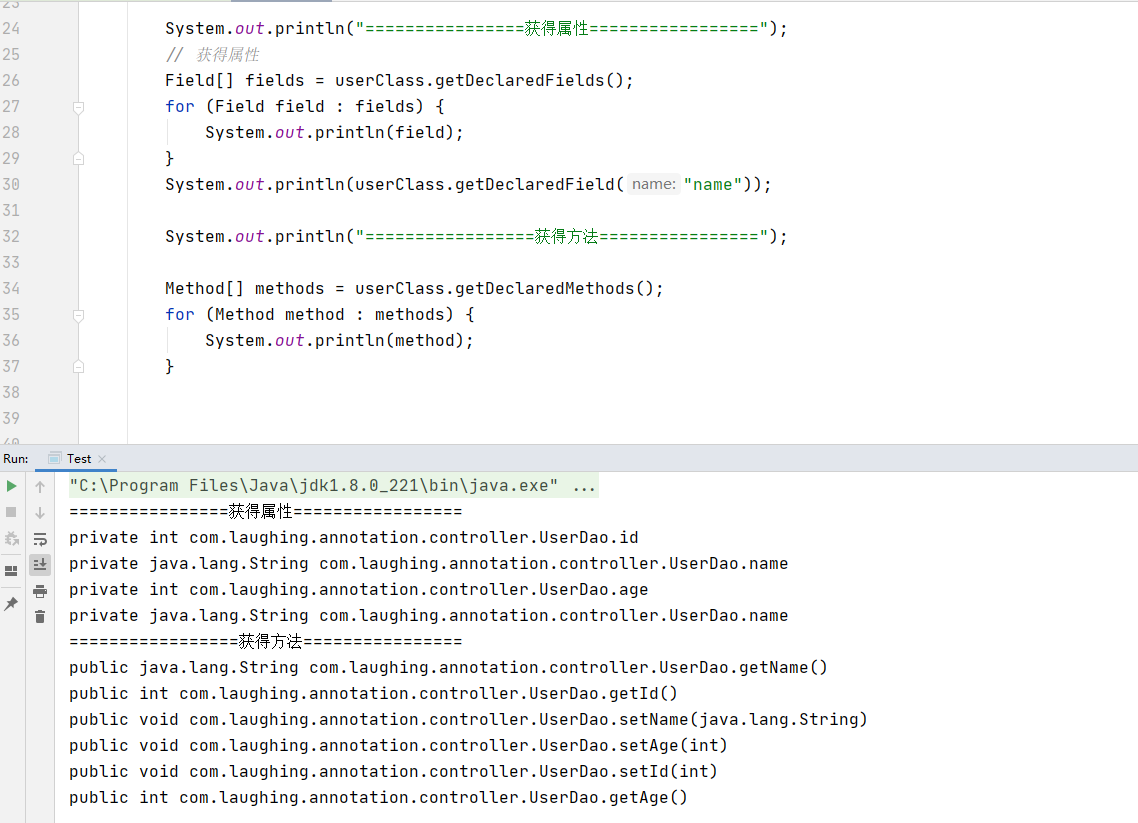 23
24 System.out.println("================获得属性=================");
25 // 获得属性
26 Field[] fields = userClass.getDeclaredFields();
27 for (Field field : fields) {
28 System.out.println(field);
29 }
30 System.out.println(userClass.getDeclaredField( name: "name"));
31
32 System.out.println("=================获得方法================");
33
34 Method[] methods = userClass.getDeclaredMethods();
35 for (Method method : methods) {
36 System.out.println(method);
37 }
38
39
40
Run: Test ×
"C:\Program Files\Java\jdk1.8.0_221\bin\java.exe" ...
================获得属性=================
private int com.laughing.annotation.controller.UserDao.id
private java.lang.String com.laughing.annotation.controller.UserDao.name
private int com.laughing.annotation.controller.UserDao.age
private java.lang.String com.laughing.annotation.controller.UserDao.name
=================获得方法================
public java.lang.String com.laughing.annotation.controller.UserDao.getName()
public int com.laughing.annotation.controller.UserDao.getId()
public void com.laughing.annotation.controller.UserDao.setName(java.lang.String)
public void com.laughing.annotation.controller.UserDao.setAge(int)
public void com.laughing.annotation.controller.UserDao.setId(int)
public int com.laughing.annotation.controller.UserDao.getAge()